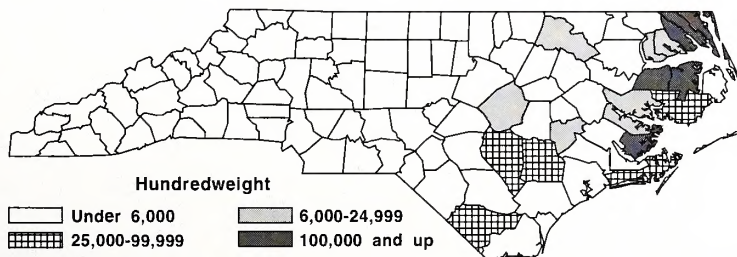 Hundredweight
Under 6,000
6,000-24,999
25,000-99,999
100,000 and up